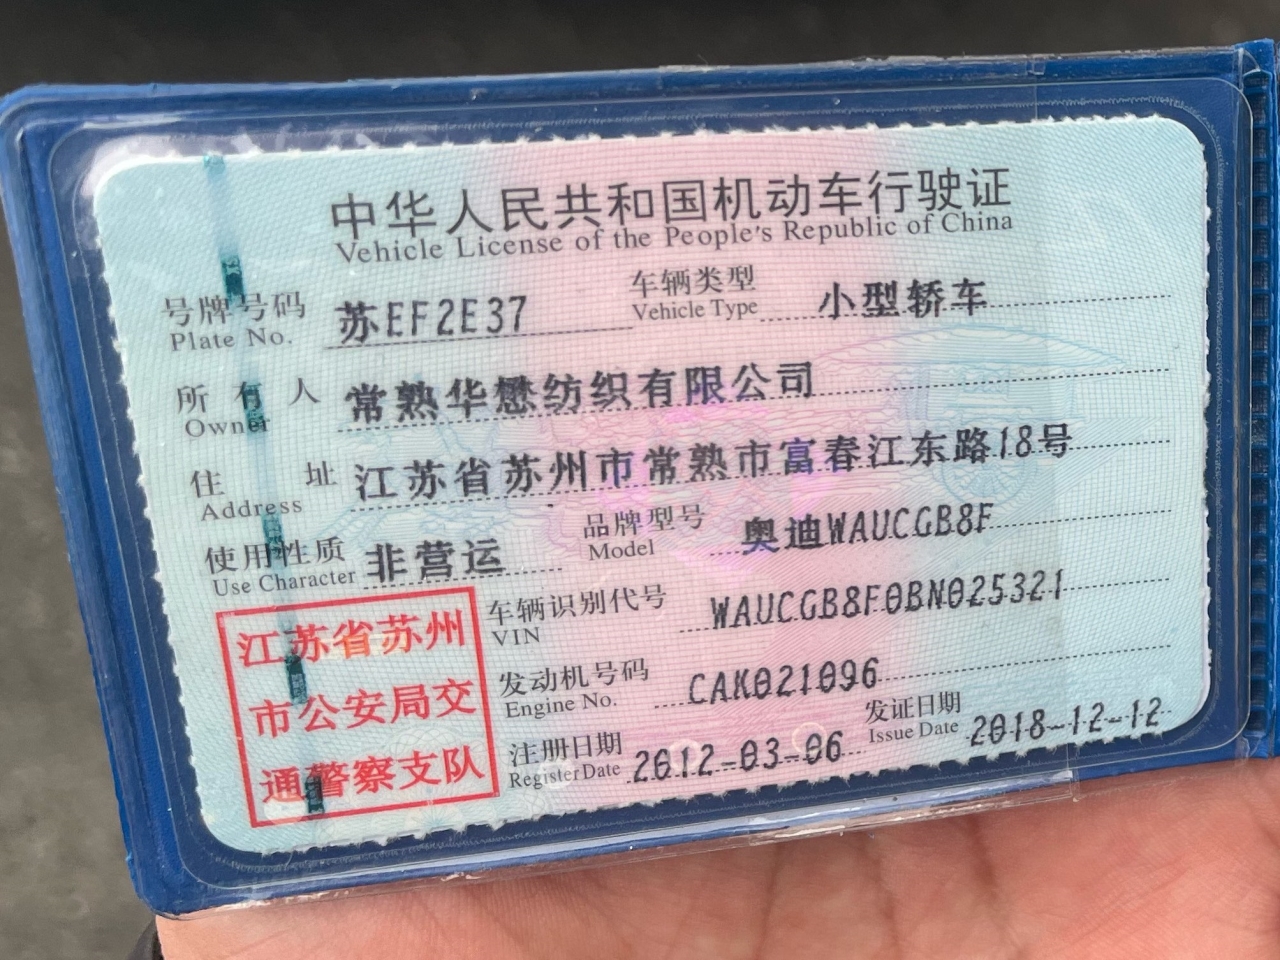 中华人民共和国机动车行驶证
Vehicle License of the People's Republic of China
号牌号码 苏EF2E37 车辆类型 小型轿车
Plate No. Vehicle Type
所有人 常熟华懋纺织有限公司
Owner
住址 江苏省苏州市常熟市富春江东路18号
Address
使用性质 非营运 品牌型号 奥迪WAUCGB8F
Use Character Model
车辆识别代号 WAUCGB8F0BN025321
VIN
发动机号码 CAK021096
Engine No.
注册日期 2012-03-06 发证日期 2018-12-12
Register Date Issue Date
江苏省苏州
市公安局交
通警察支队